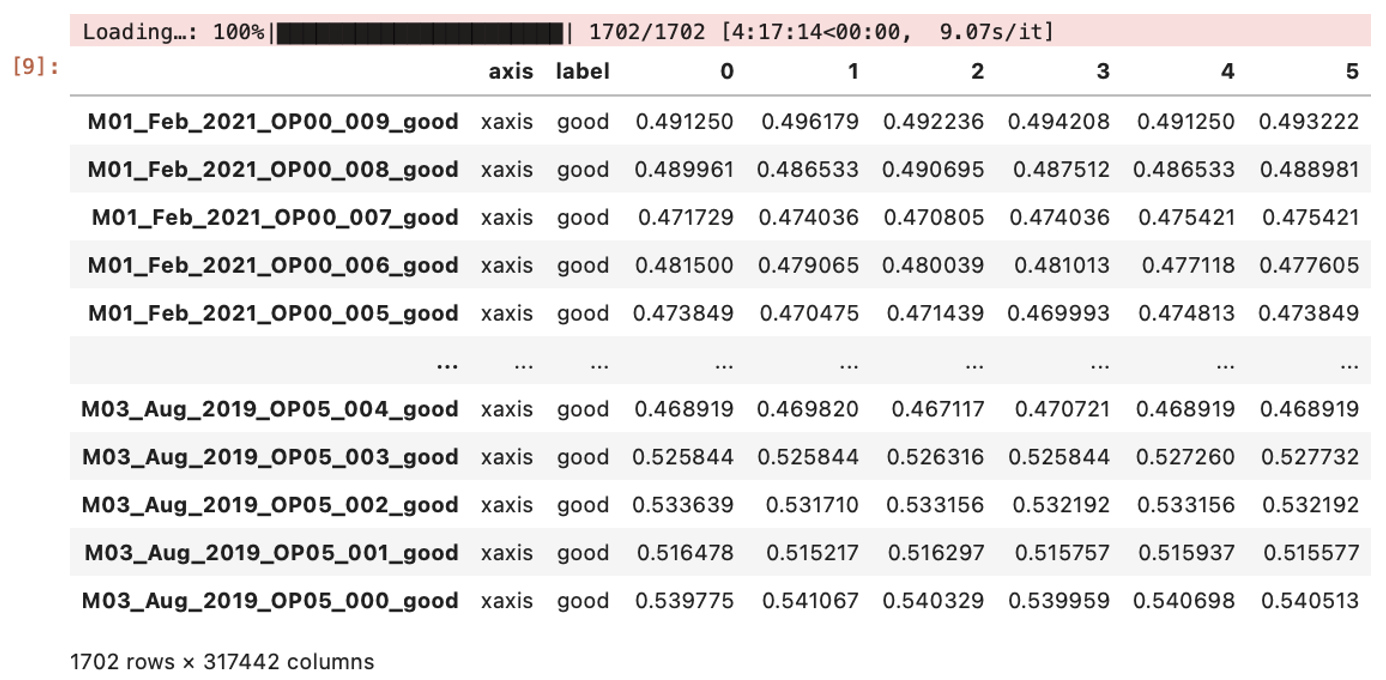 Loading…: 100%|██████████████████████| 1702/1702 [4:17:14<00:00,  9.07s/it]
[9]:
axis label 0 1 2 3 4 5
M01_Feb_2021_OP00_009_good xaxis good 0.491250 0.496179 0.492236 0.494208 0.491250 0.493222
M01_Feb_2021_OP00_008_good xaxis good 0.489961 0.486533 0.490695 0.487512 0.486533 0.488981
M01_Feb_2021_OP00_007_good xaxis good 0.471729 0.474036 0.470805 0.474036 0.475421 0.475421
M01_Feb_2021_OP00_006_good xaxis good 0.481500 0.479065 0.480039 0.481013 0.477118 0.477605
M01_Feb_2021_OP00_005_good xaxis good 0.473849 0.470475 0.471439 0.469993 0.474813 0.473849
... ... ... ... ... ... ... ... ...
M03_Aug_2019_OP05_004_good xaxis good 0.468919 0.469820 0.467117 0.470721 0.468919 0.468919
M03_Aug_2019_OP05_003_good xaxis good 0.525844 0.525844 0.526316 0.525844 0.527260 0.527732
M03_Aug_2019_OP05_002_good xaxis good 0.533639 0.531710 0.533156 0.532192 0.533156 0.532192
M03_Aug_2019_OP05_001_good xaxis good 0.516478 0.515217 0.516297 0.515757 0.515937 0.515577
M03_Aug_2019_OP05_000_good xaxis good 0.539775 0.541067 0.540329 0.539959 0.540698 0.540513
1702 rows × 317442 columns